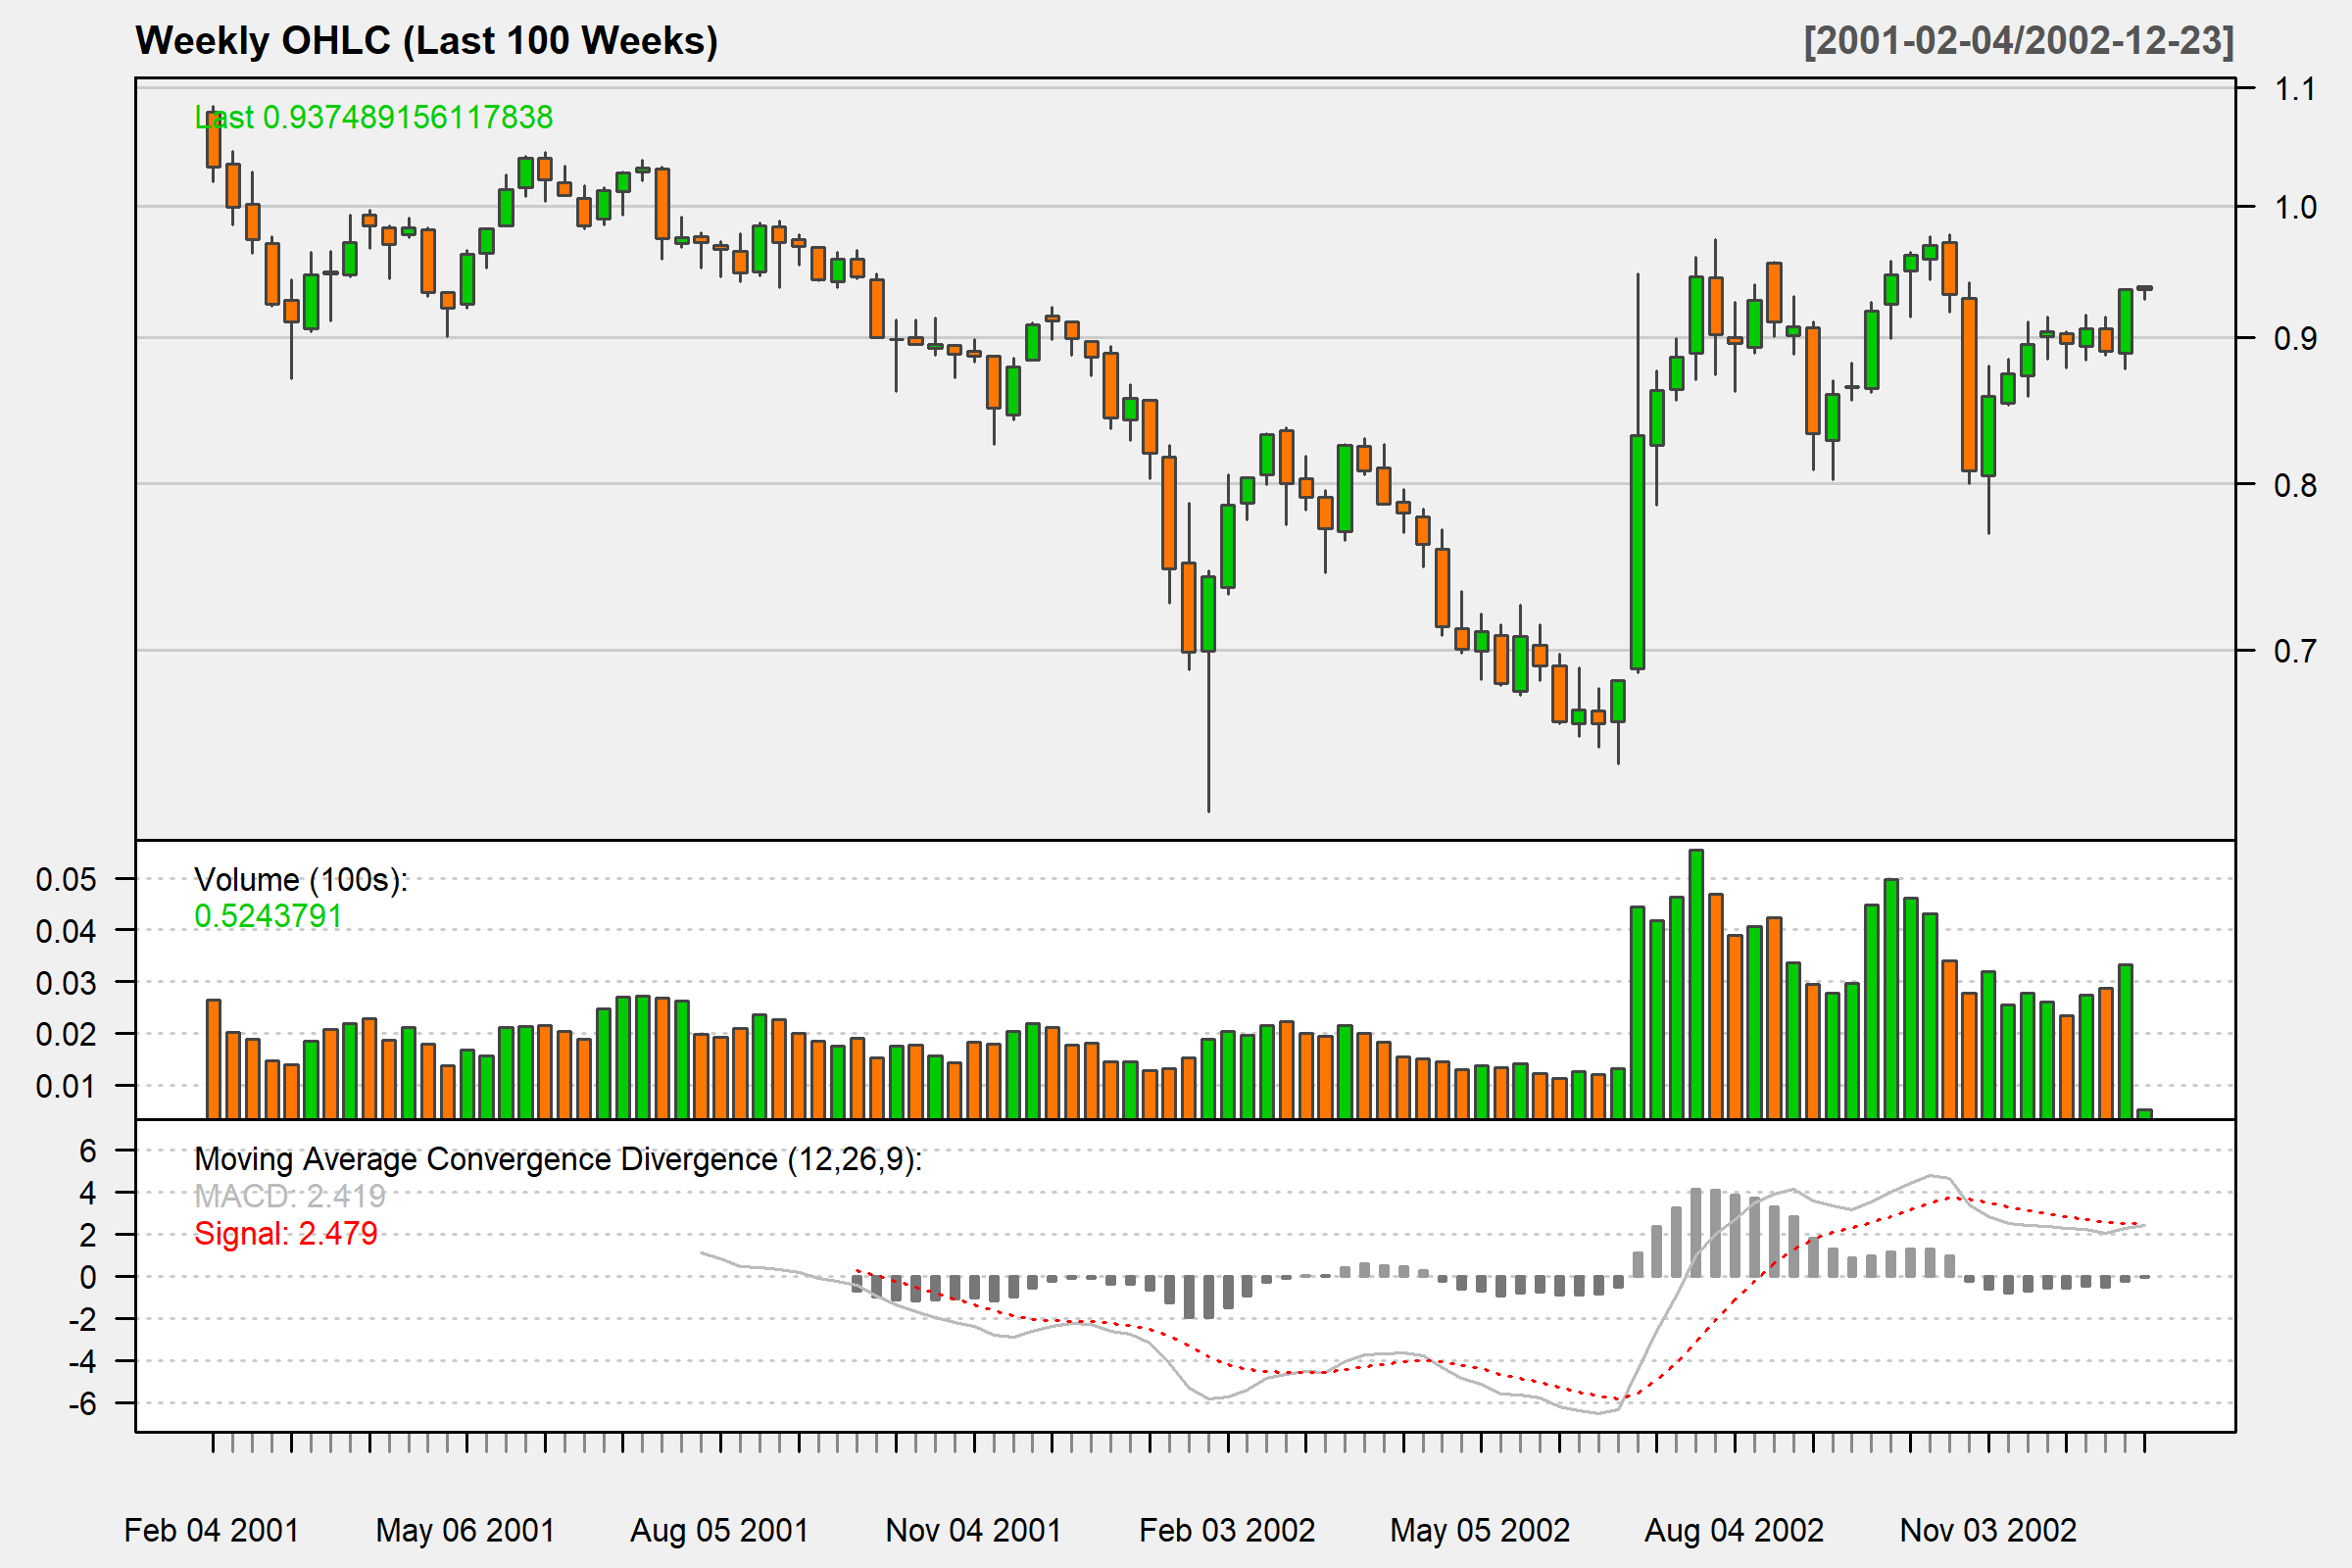 Weekly OHLC (Last 100 Weeks) [2001-02-04/2002-12-23]
Last 0.937489156117838
1.1
1.0
0.9
0.8
0.7
Volume (100s):
0.5243791
0.05
0.04
0.03
0.02
0.01
Moving Average Convergence Divergence (12,26,9):
MACD: 2.419
Signal: 2.479
6
4
2
0
-2
-4
-6
Feb 04 2001 May 06 2001 Aug 05 2001 Nov 04 2001 Feb 03 2002 May 05 2002 Aug 04 2002 Nov 03 2002